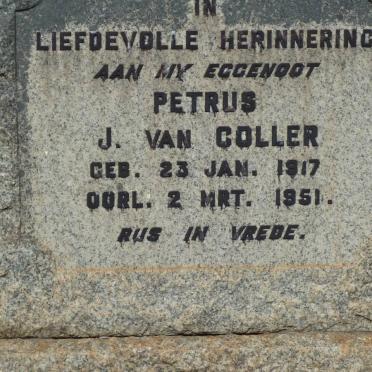 IN
LIEFDEVOLLE HERINNERING
AAN MY EGGENOOT
PETRUS
J. VAN COLLER
GEB. 23 JAN. 1917
OORL. 2 MRT. 1951.
RUS IN VREDE.